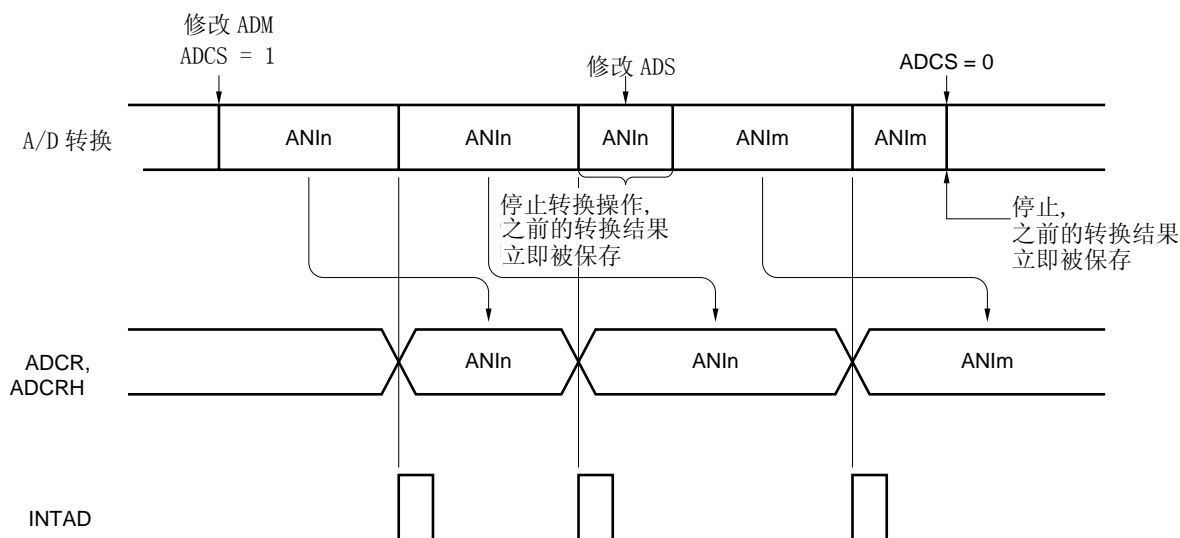 修改 ADM
ADCS = 1
修改 ADS
ADCS = 0
A/D 转换
ANIn
ANIn
ANIn
ANIm
ANIm
停止转换操作,
之前的转换结果
立即被保存
停止,
之前的转换结果
立即被保存
ADCR,
ADCRH
ANIn
ANIn
ANIm
INTAD